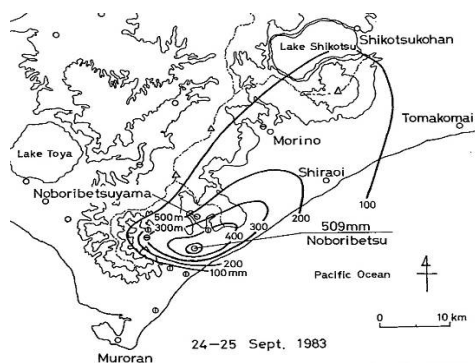 Lake Shikotsu
Shikotsukohan
Morino
Tomakomai
Lake Toya
Shiraoi
Noboribetsuyama
100
500m
300m
200
300
400
509mm
Noboribetsu
200
100mm
Pacific Ocean
24-25 Sept. 1983
0
10 km
Muroran